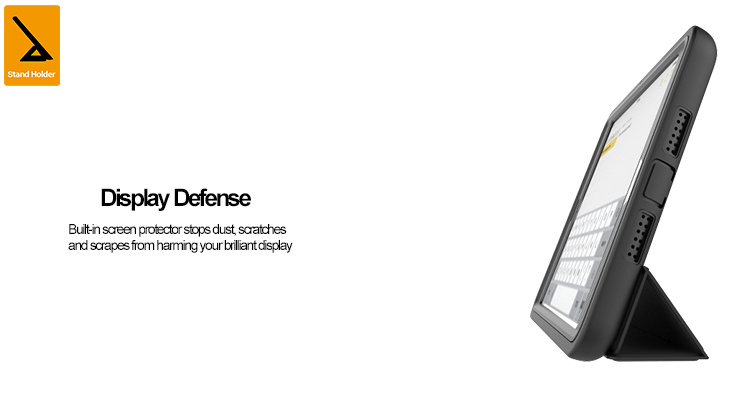 Stand Holder
Display Defense
Built-in screen protector stops dust, scratches
and scrapes from harming your brilliant display